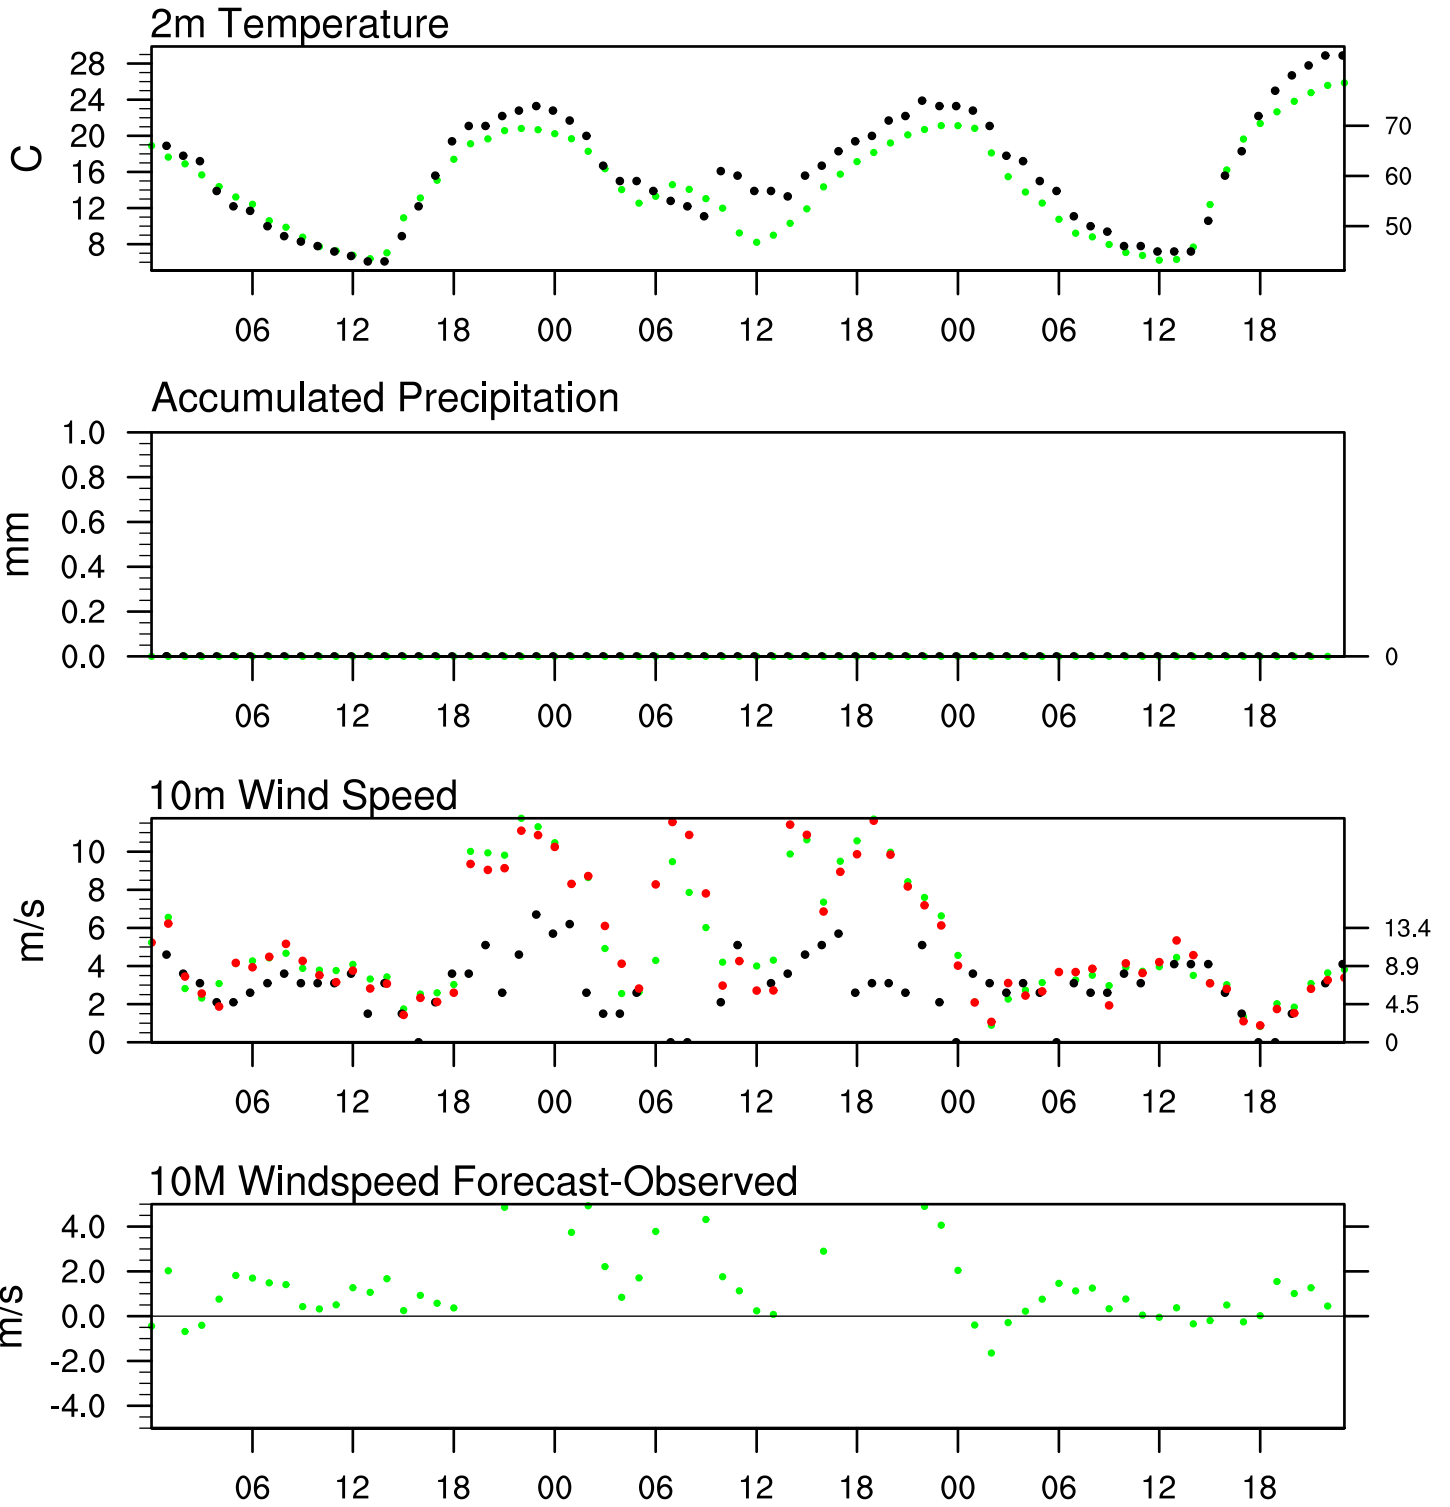 2m Temperature
C
28
24
20
16
12
8
70
60
50
06 12 18 00 06 12 18 00 06 12 18
Accumulated Precipitation
mm
1.0
0.8
0.6
0.4
0.2
0.0
0
06 12 18 00 06 12 18 00 06 12 18
10m Wind Speed
m/s
10
8
6
4
2
0
13.4
8.9
4.5
0
06 12 18 00 06 12 18 00 06 12 18
10M Windspeed Forecast-Observed
m/s
4.0
2.0
0.0
-2.0
-4.0
06 12 18 00 06 12 18 00 06 12 18